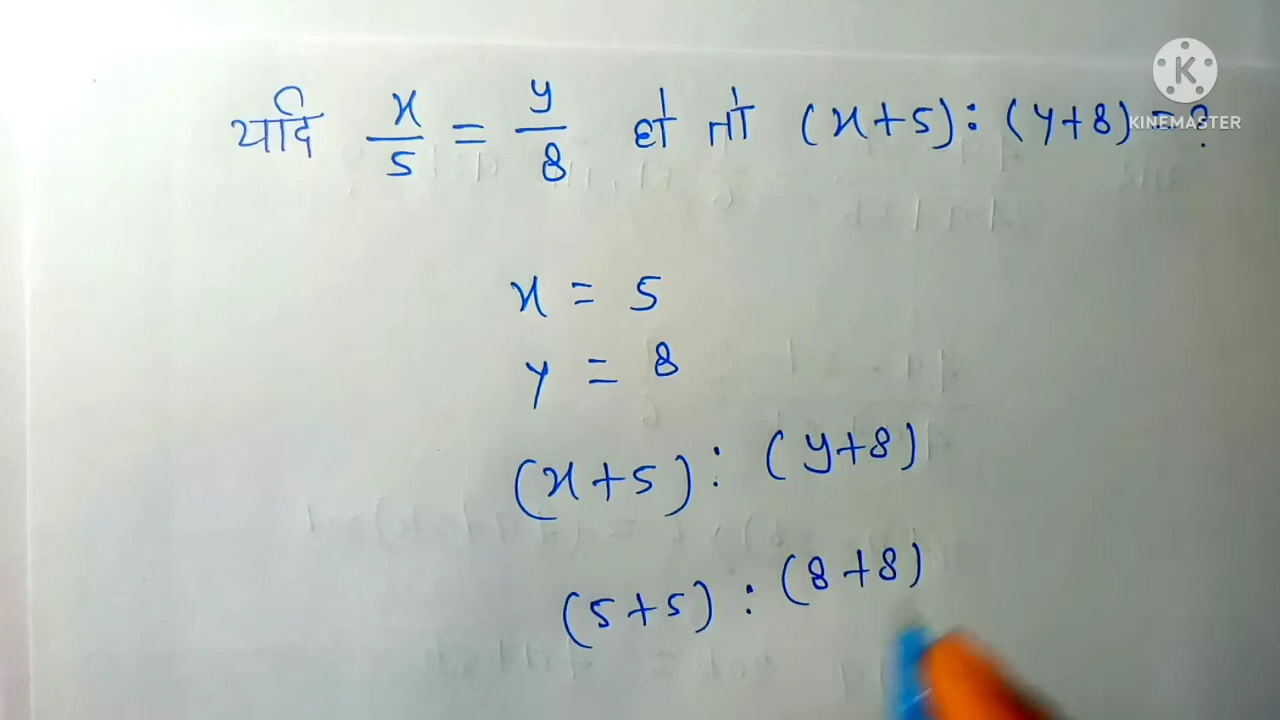 यदि x/5 = y/8 हो तो (x+5) : (y+8) = ?
KINEMASTER
x = 5
y = 8
(x+5) : (y+8)
(5+5) : (8+8)